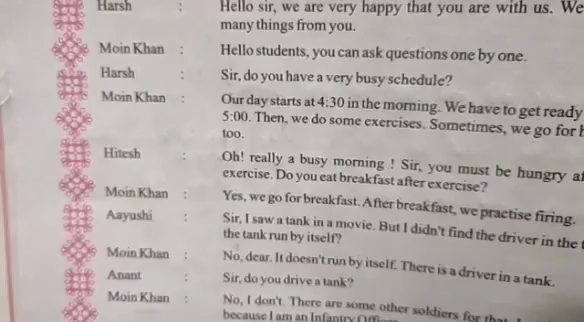 Harsh : Hello sir, we are very happy that you are with us. We
many things from you.
Moin Khan : Hello students, you can ask questions one by one.
Harsh : Sir, do you have a very busy schedule?
Moin Khan : Our day starts at 4:30 in the morning. We have to get ready
5:00. Then, we do some exercises. Sometimes, we go for
too.
Hitesh : Oh! really a busy morning ! Sir, you must be hungry
exercise. Do you eat breakfast after exercise?
Moin Khan : Yes, we go for breakfast. After breakfast, we practise firing.
Aayushi : Sir, I saw a tank in a movie. But I didn't find the driver in the
the tank run by itself?
Moin Khan : No, dear. It doesn't run by itself. There is a driver in a tank.
Anant : Sir, do you drive a tank?
Moin Khan : No, I don't. There are some other soldiers for
because I am an Infantry